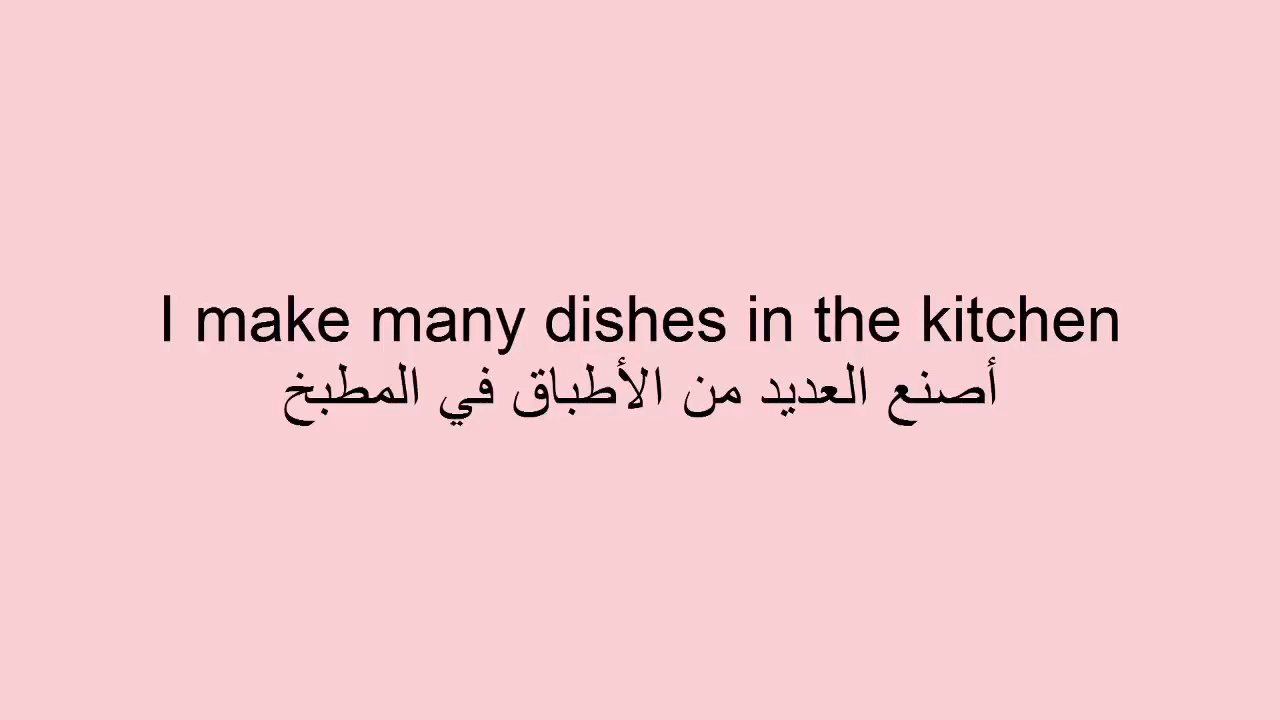 I make many dishes in the kitchen
أصنع العديد من الأطباق في المطبخ